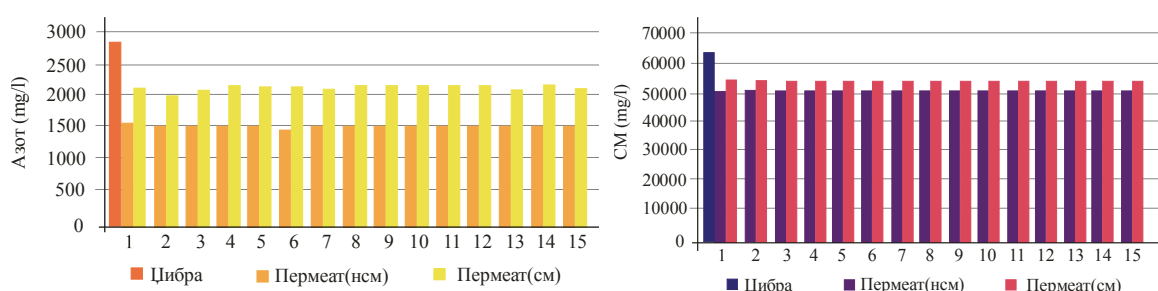 Азот (mg/l)
3000
2500
2000
1500
1000
500
0
1 2 3 4 5 6 7 8 9 10 11 12 13 14 15
Џибра Пермеат(нсм) Пермеат(см)
СМ (mg/l)
70000
60000
50000
40000
30000
20000
10000
0
1 2 3 4 5 6 7 8 9 10 11 12 13 14 15
Џибра Пермеат(нсм) Пермеат(см)